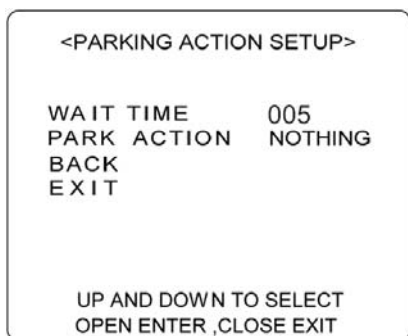 <PARKING ACTION SETUP>
WAIT TIME 005
PARK ACTION NOTHING
BACK
EXIT
UP AND DOWN TO SELECT
OPEN ENTER ,CLOSE EXIT